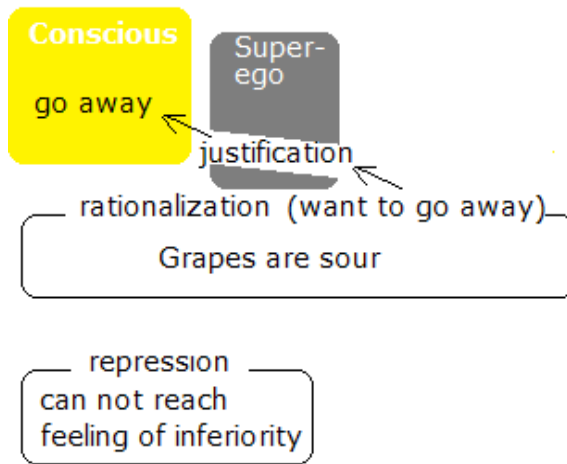 Conscious
Super-
ego
go away
justification
rationalization (want to go away)
Grapes are sour
repression
can not reach
feeling of inferiority